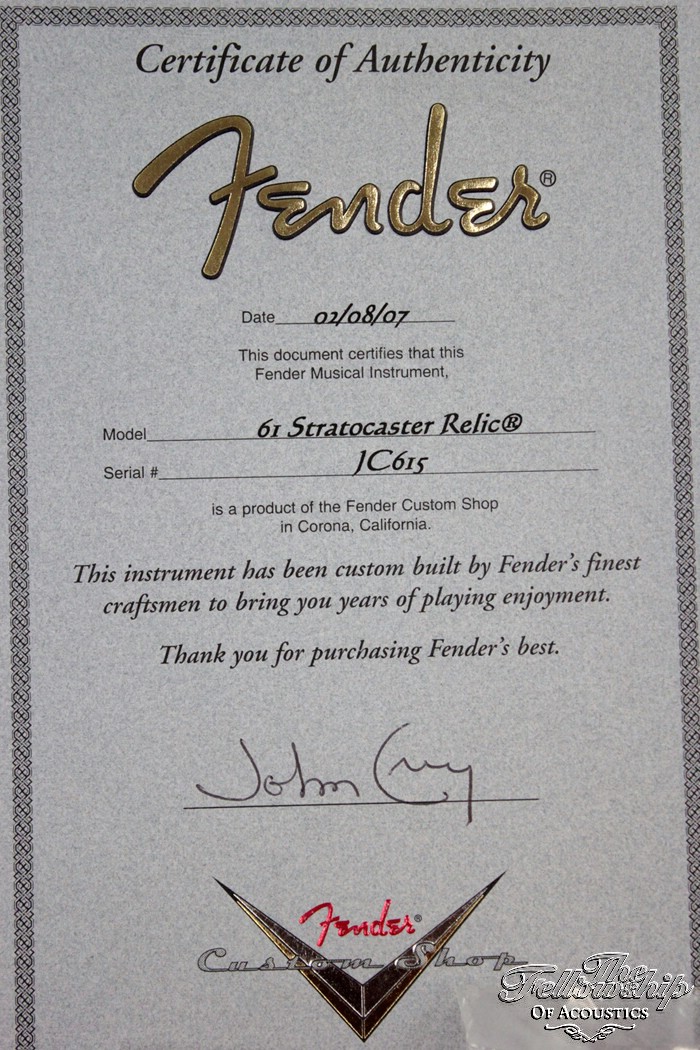 Certificate of Authenticity
Fender®
Date 02/08/07
This document certifies that this
Fender Musical Instrument,
Model 61 Stratocaster Relic®
Serial # JC615
is a product of the Fender Custom Shop
in Corona, California.
This instrument has been custom built by Fender's finest
craftsmen to bring you years of playing enjoyment.
Thank you for purchasing Fender's best.
John Cruz
Fender®
Custom Shop
The
Fellowship
Of Acoustics